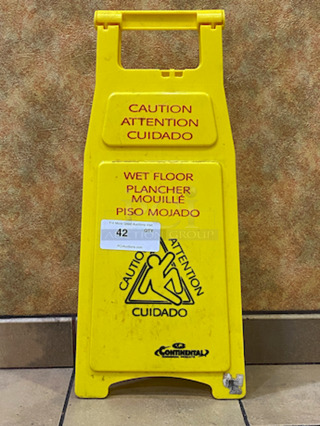 CAUTION
ATTENTION
CUIDADO
WET FLOOR
PLANCHER
MOUILLÉ
PISO MOJADO
42
CAUTION
ATTENTION
CUIDADO
CONTINENTAL